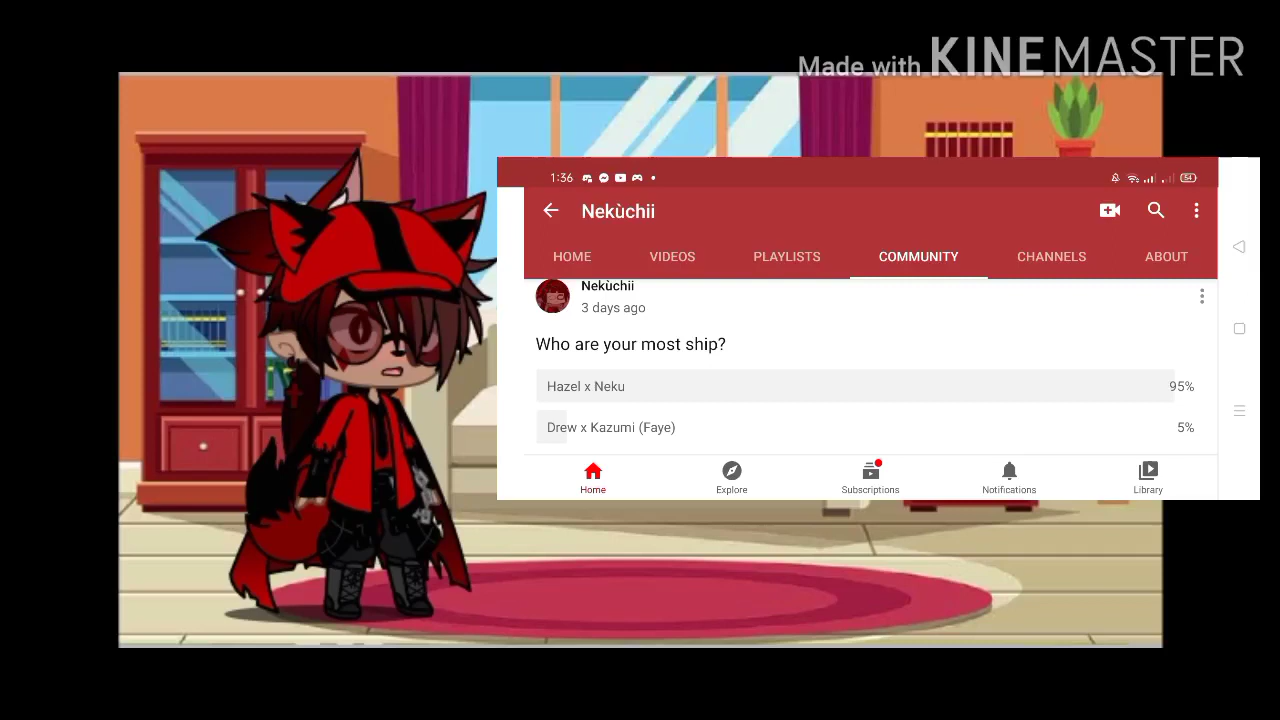 Made with KINEMASTER
1:36
54
Nekùchii
HOME VIDEOS PLAYLISTS COMMUNITY CHANNELS ABOUT
Nekùchii
3 days ago
Who are your most ship?
Hazel x Neku 95%
Drew x Kazumi (Faye) 5%
Home Explore Subscriptions Notifications Library